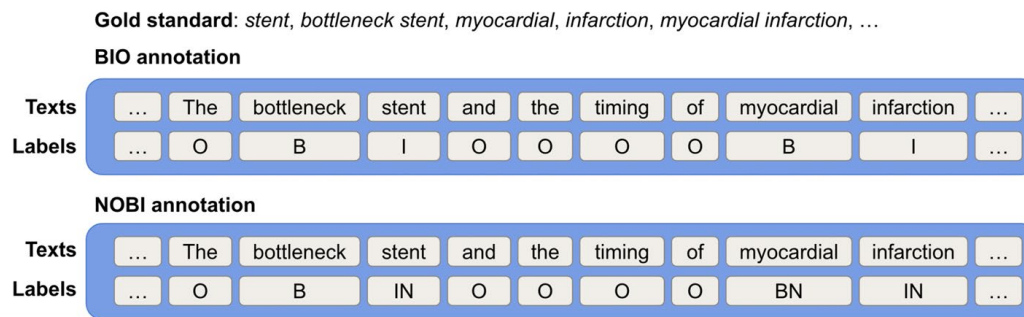 Gold standard: stent, bottleneck stent, myocardial, infarction, myocardial infarction, …
BIO annotation
Texts … The bottleneck stent and the timing of myocardial infarction …
Labels … O B I O O O O B I …
NOBI annotation
Texts … The bottleneck stent and the timing of myocardial infarction …
Labels … O B IN O O O O BN IN …